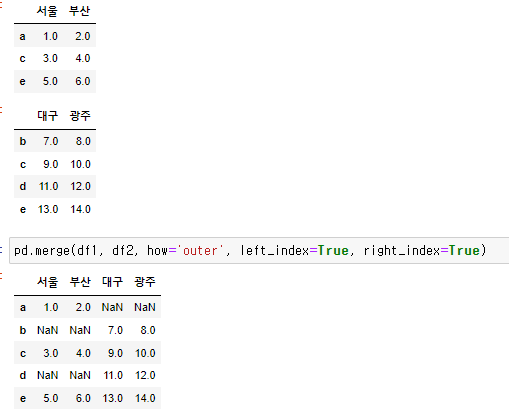 서울 부산
a 1.0 2.0
c 3.0 4.0
e 5.0 6.0
대구 광주
b 7.0 8.0
c 9.0 10.0
d 11.0 12.0
e 13.0 14.0
pd.merge(df1, df2, how='outer', left_index=True, right_index=True)
서울 부산 대구 광주
a 1.0 2.0 NaN NaN
b NaN NaN 7.0 8.0
c 3.0 4.0 9.0 10.0
d NaN NaN 11.0 12.0
e 5.0 6.0 13.0 14.0